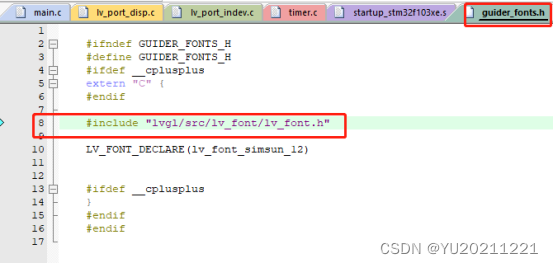 main.c lv_port_disp.c lv_port_indev.c timer.c startup_stm32f103xe.s guider_fonts.h
1
2 #ifndef GUIDER_FONTS_H
3 #define GUIDER_FONTS_H
4 #ifdef __cplusplus
5 extern "C" {
6 #endif
7
8 #include "lvgl/src/lv_font/lv_font.h"
9
10 LV_FONT_DECLARE(lv_font_simsun_12)
11
12
13 #ifdef __cplusplus
14 }
15 #endif
16 #endif
17
CSDN @YU20211221